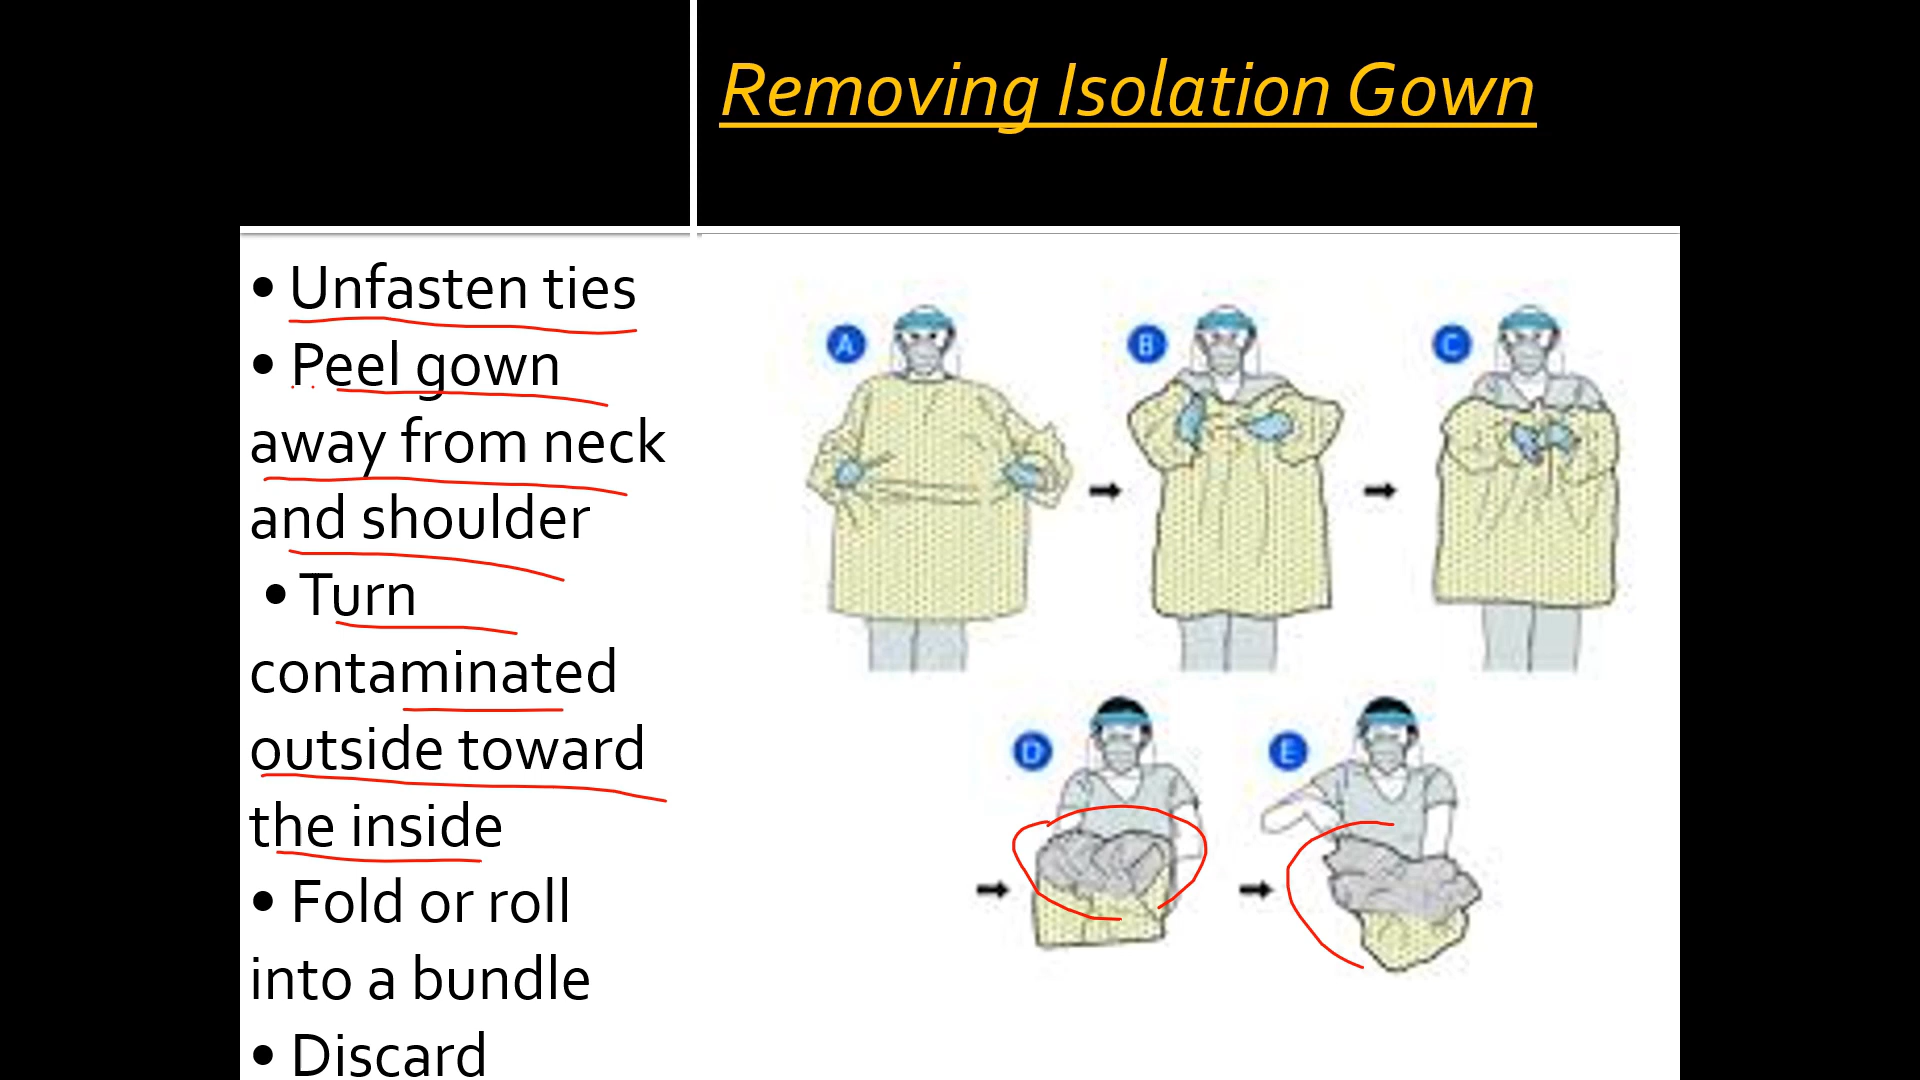 Removing Isolation Gown
• Unfasten ties
• Peel gown
away from neck
and shoulder
• Turn
contaminated
outside toward
the inside
• Fold or roll
into a bundle
• Discard
A
B
C
D
E